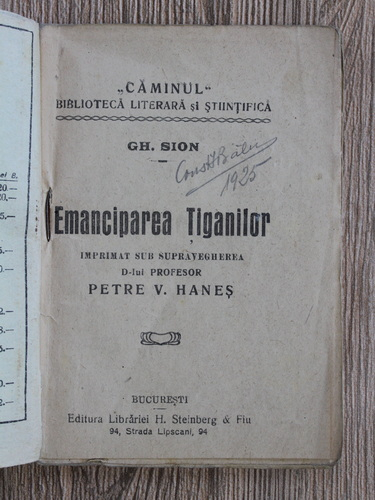 „CĂMINUL“
BIBLIOTECĂ LITERARĂ și ȘTIINȚIFICĂ
GH. SION
1925
Emanciparea Țiganilor
IMPRIMAT SUB SUPRAVEGHEREA
D-lui PROFESOR
PETRE V. HANEȘ
BUCUREȘTI
Editura Librăriei H. Steinberg & Fiu
94, Strada Lipscani, 94